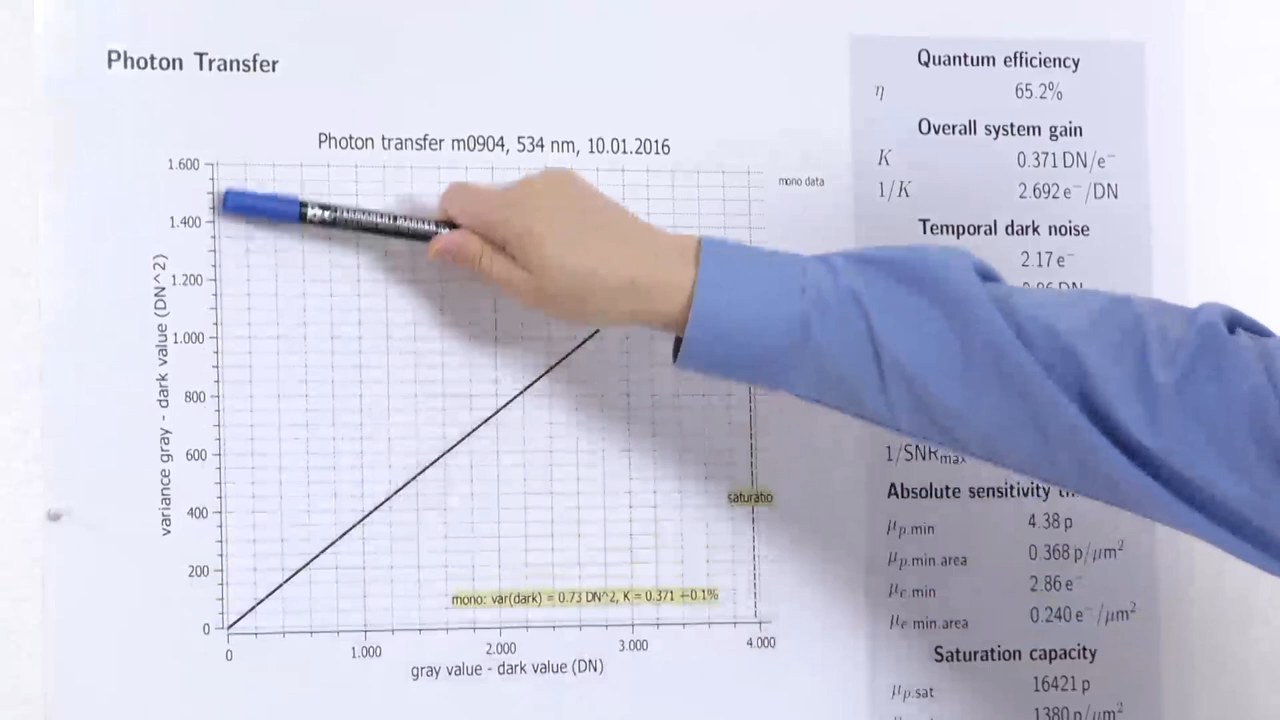 Photon Transfer
Photon transfer m0904, 534 nm, 10.01.2016
mono data
variance gray - dark value (DN^2)
1.600
1.400
1.200
1.000
800
600
400
200
0
0
1.000
2.000
3.000
4.000
gray value - dark value (DN)
saturatio
mono: var(dark) = 0.73 DN^2, K = 0.371 +-0.1%
PERMANENT MARKER
Quantum efficiency
η 65.2%
Overall system gain
K 0.371 DN/e⁻
1/K 2.692 e⁻/DN
Temporal dark noise
2.17 e⁻
1/SNRmax
Absolute sensitivity
μp.min 4.38 p
μp.min.area 0.368 p/μm²
μe.min 2.86 e⁻
μe.min.area 0.240 e⁻/μm²
Saturation capacity
μp.sat 16421 p
1380 p/μm²